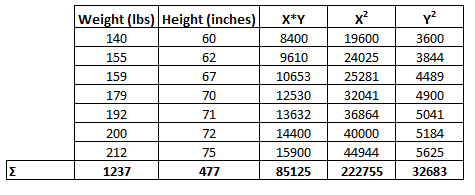 Weight (lbs) Height (inches) X*Y X² Y²
140 60 8400 19600 3600
155 62 9610 24025 3844
159 67 10653 25281 4489
179 70 12530 32041 4900
192 71 13632 36864 5041
200 72 14400 40000 5184
212 75 15900 44944 5625
Σ 1237 477 85125 222755 32683